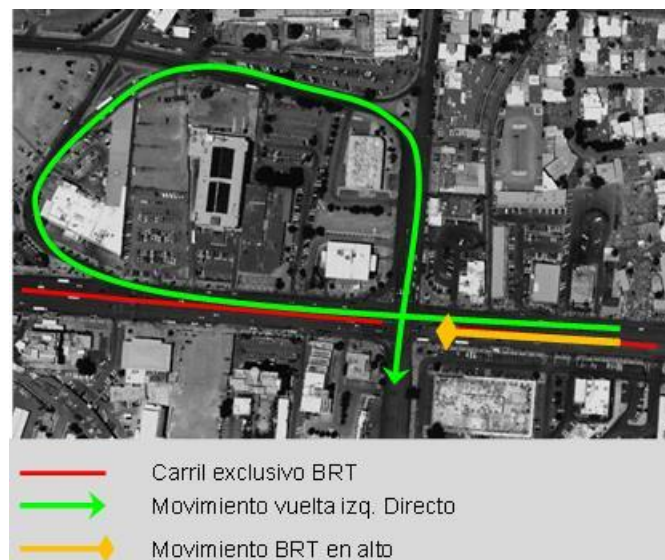 Carril exclusivo BRT
Movimiento vuelta izq. Directo
Movimiento BRT en alto